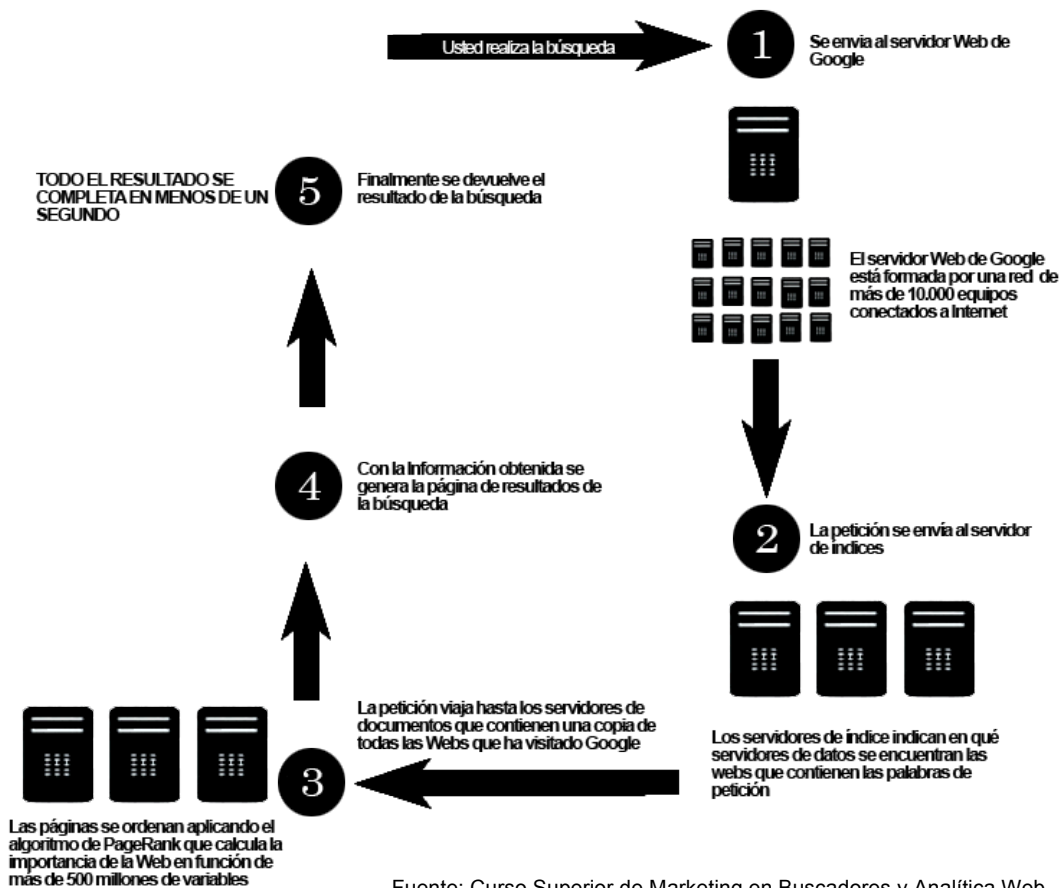 Usted realiza la búsqueda
1
Se envia al servidor Web de
Google
El servidor Web de Google
está formada por una red de
más de 10.000 equipos
conectados a Internet
2
La petición se envía al servidor
de índices
Los servidores de índice indican en qué
servidores de datos se encuentran las
webs que contienen las palabras de
petición
La petición viaja hasta los servidores de
documentos que contienen una copia de
todas las Webs que ha visitado Google
3
Las páginas se ordenan aplicando el
algoritmo de PageRank que calcula la
importancia de la Web en función de
más de 500 millones de variables
4
Con la Información obtenida se
genera la página de resultados de
la búsqueda
5
Finalmente se devuelve el
resultado de la búsqueda
TODO EL RESULTADO SE
COMPLETA EN MENOS DE UN
SEGUNDO
Fuente: Curso Superior de Marketing en Buscadores y Analítica Web